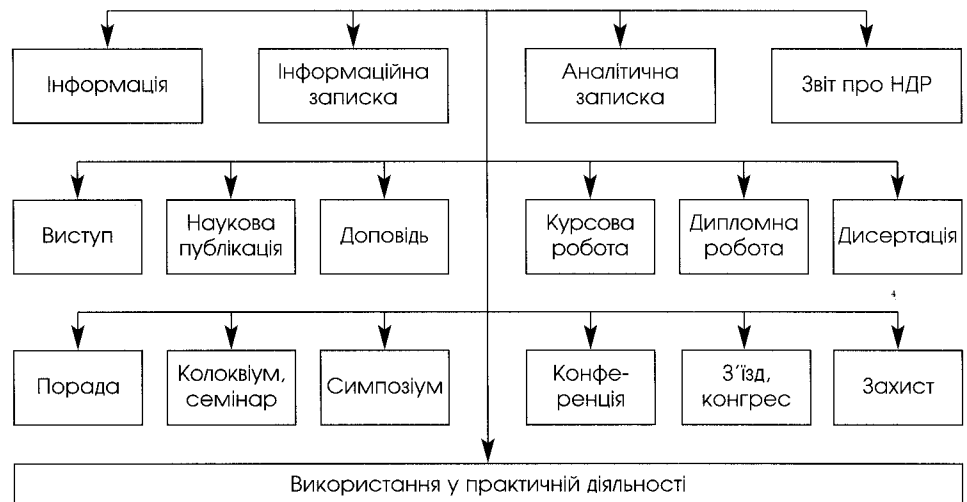 Інформація
Інформаційна
записка
Аналітична
записка
Звіт про НДР
Виступ
Наукова
публікація
Доповідь
Курсова
робота
Дипломна
робота
Дисертація
4
Порада
Колоквіум,
семінар
Симпозіум
Конфе-
ренція
З´їзд,
конгрес
Захист
Використання у практичній діяльності